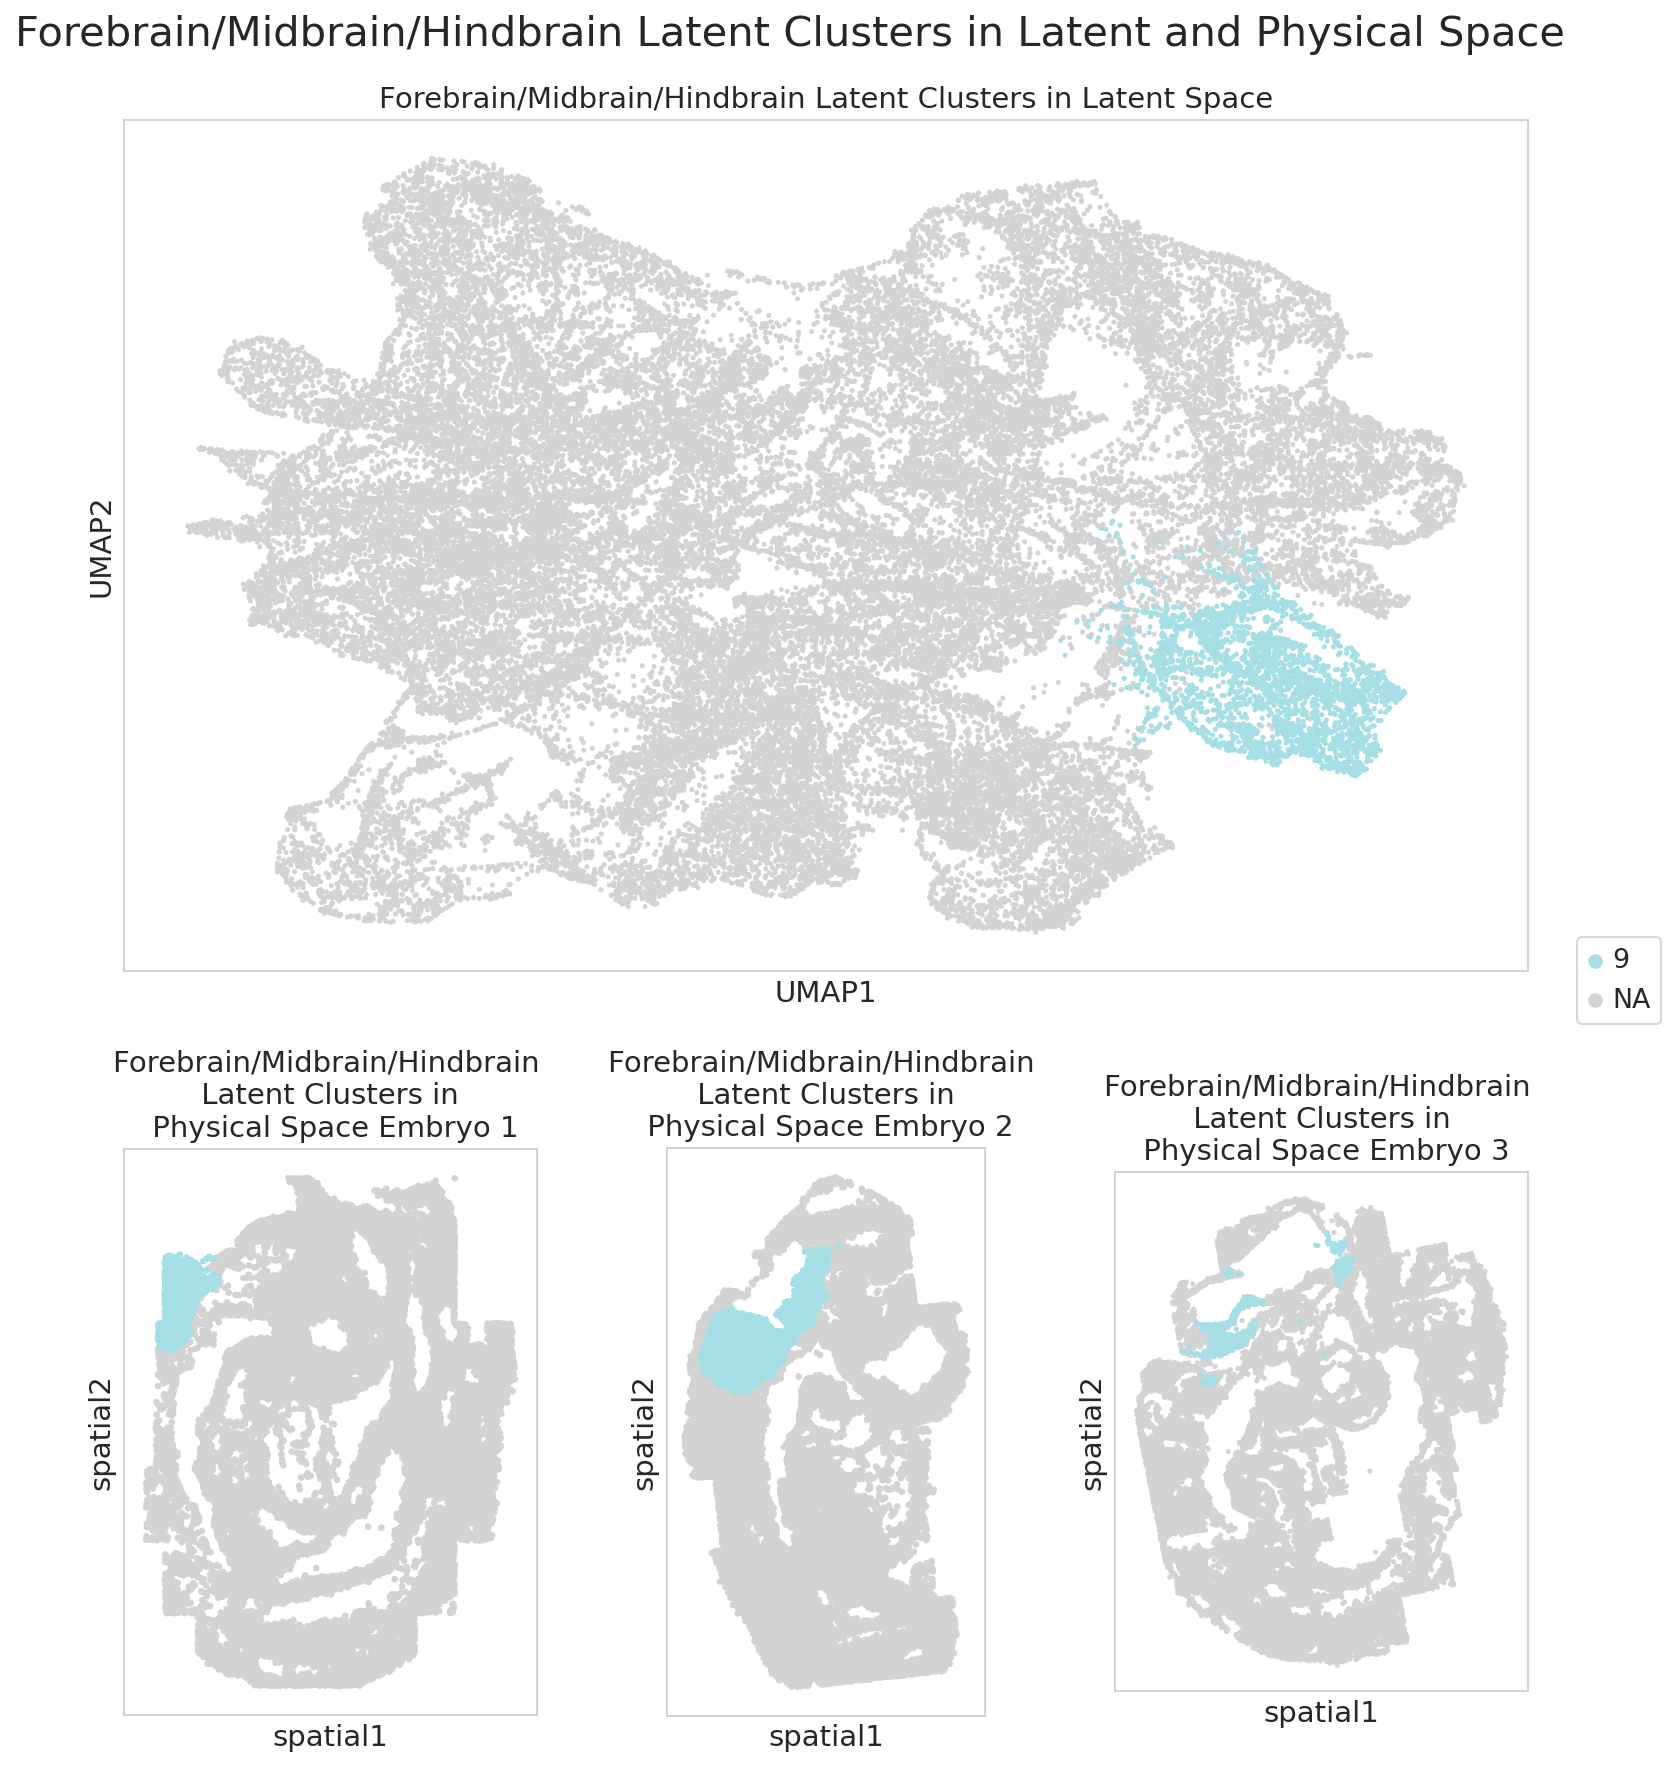 Forebrain/Midbrain/Hindbrain Latent Clusters in Latent and Physical Space
Forebrain/Midbrain/Hindbrain Latent Clusters in Latent Space
UMAP2
UMAP1
9
NA
Forebrain/Midbrain/Hindbrain
Latent Clusters in
Physical Space Embryo 1
spatial2
spatial1
Forebrain/Midbrain/Hindbrain
Latent Clusters in
Physical Space Embryo 2
spatial2
spatial1
Forebrain/Midbrain/Hindbrain
Latent Clusters in
Physical Space Embryo 3
spatial2
spatial1